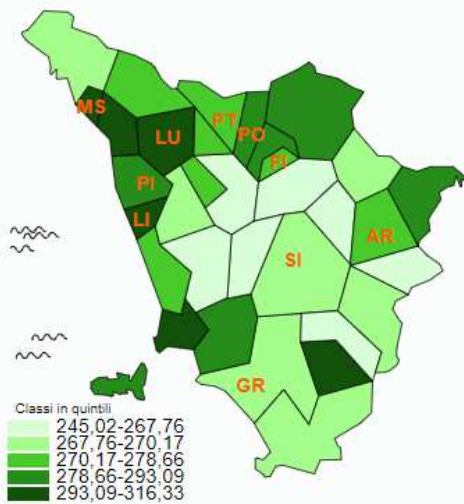 MS
LU
PT
PO
FI
PI
LI
AR
SI
GR
Classi in quintili
245,02-267,76
267,76-270,17
270,17-278,66
278,66-293,09
293,09-316,33